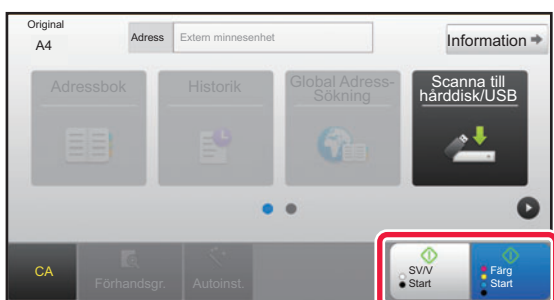 Original
A4
Adress
Extern minnesenhet
Information
Adressbok
Historik
Global Adress-
Sökning
Scanna till
hårddisk/USB
CA
Förhandsgr.
Autoinst.
SV/V
Start
Färg
Start